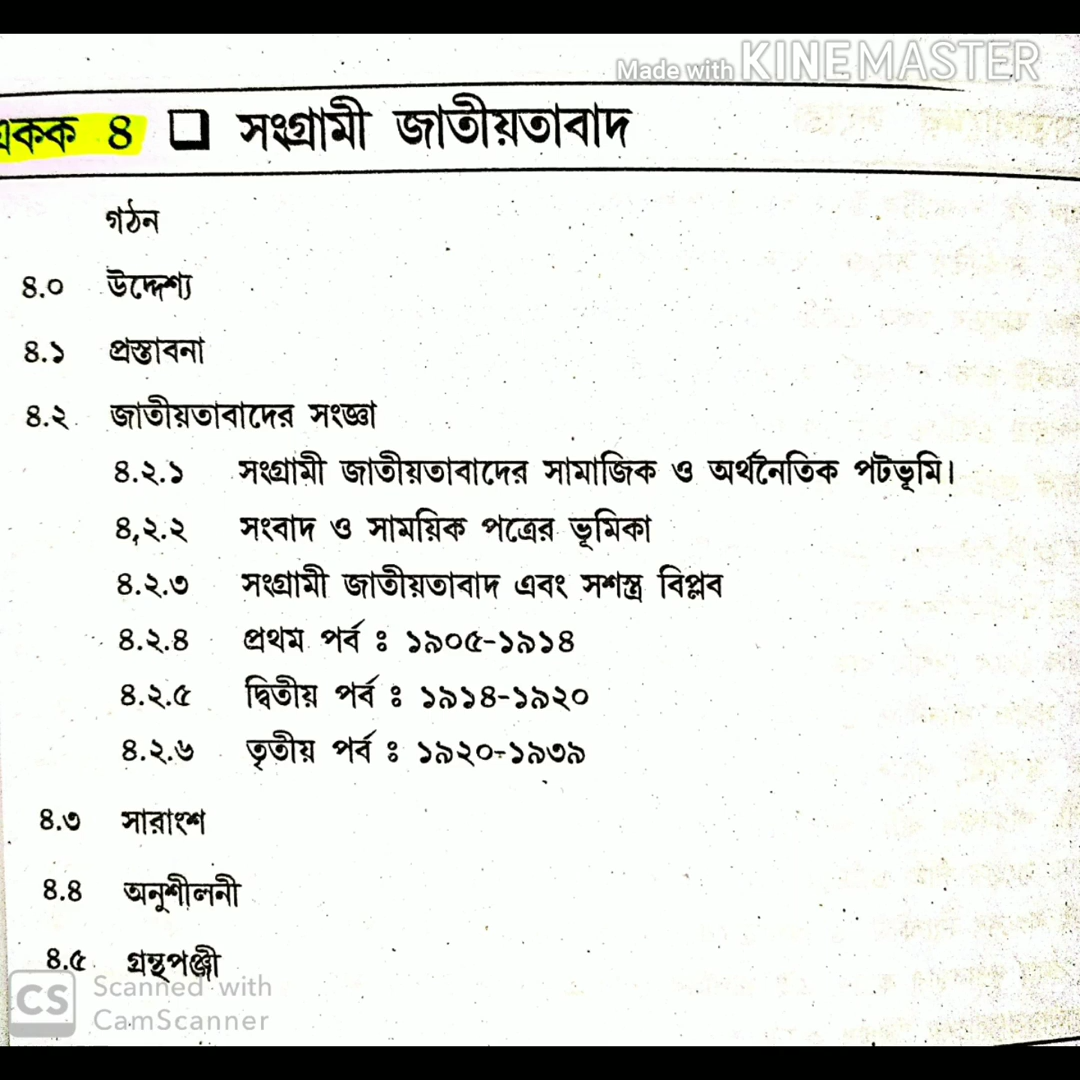 Made with KINEMASTER
একক ৪ □ সংগ্রামী জাতীয়তাবাদ
গঠন
৪.০ উদ্দেশ্য
৪.১ প্রস্তাবনা
৪.২ জাতীয়তাবাদের সংজ্ঞা
৪.২.১ সংগ্রামী জাতীয়তাবাদের সামাজিক ও অর্থনৈতিক পটভূমি।
৪,২.২ সংবাদ ও সাময়িক পত্রের ভূমিকা
৪.২.৩ সংগ্রামী জাতীয়তাবাদ এবং সশস্ত্র বিপ্লব
৪.২.৪ প্রথম পর্ব ঃ ১৯০৫-১৯১৪
৪.২.৫ দ্বিতীয় পর্ব ঃ ১৯১৪-১৯২০
৪.২.৬ তৃতীয় পর্ব ঃ ১৯২০-১৯৩৯
৪.৩ সারাংশ
৪.৪ অনুশীলনী
৪.৫ গ্রন্থপঞ্জী
CS Scanned with
CamScanner